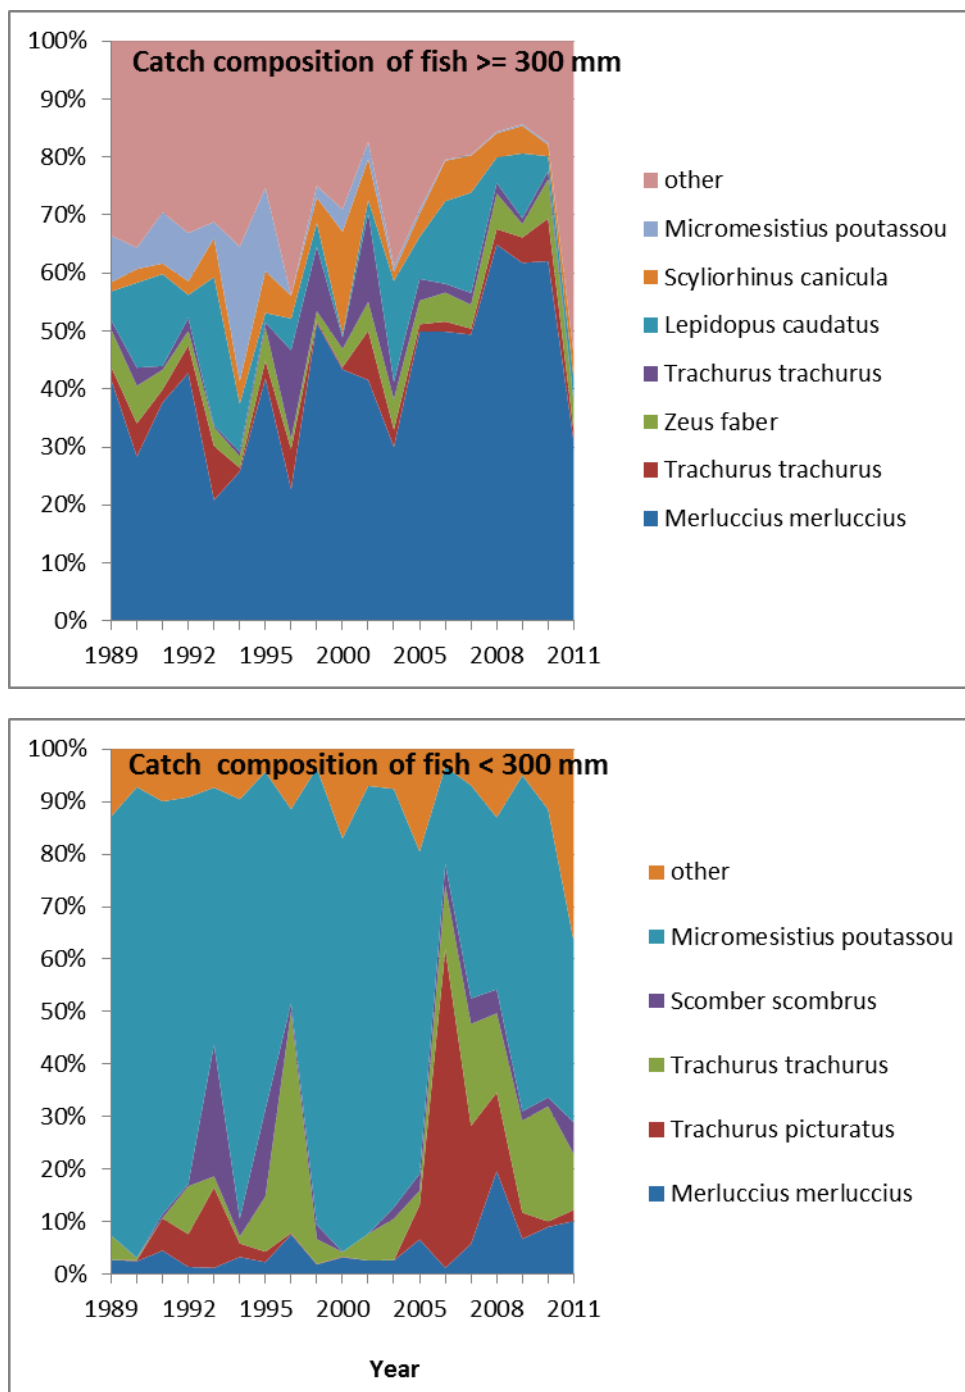 Catch composition of fish >= 300 mm
100%
90%
80%
70%
60%
50%
40%
30%
20%
10%
0%
1989 1992 1995 2000 2005 2008 2011
other
Micromesistius poutassou
Scyliorhinus canicula
Lepidopus caudatus
Trachurus trachurus
Zeus faber
Trachurus trachurus
Merluccius merluccius
Catch composition of fish < 300 mm
100%
90%
80%
70%
60%
50%
40%
30%
20%
10%
0%
1989 1992 1995 2000 2005 2008 2011
Year
other
Micromesistius poutassou
Scomber scombrus
Trachurus trachurus
Trachurus picturatus
Merluccius merluccius